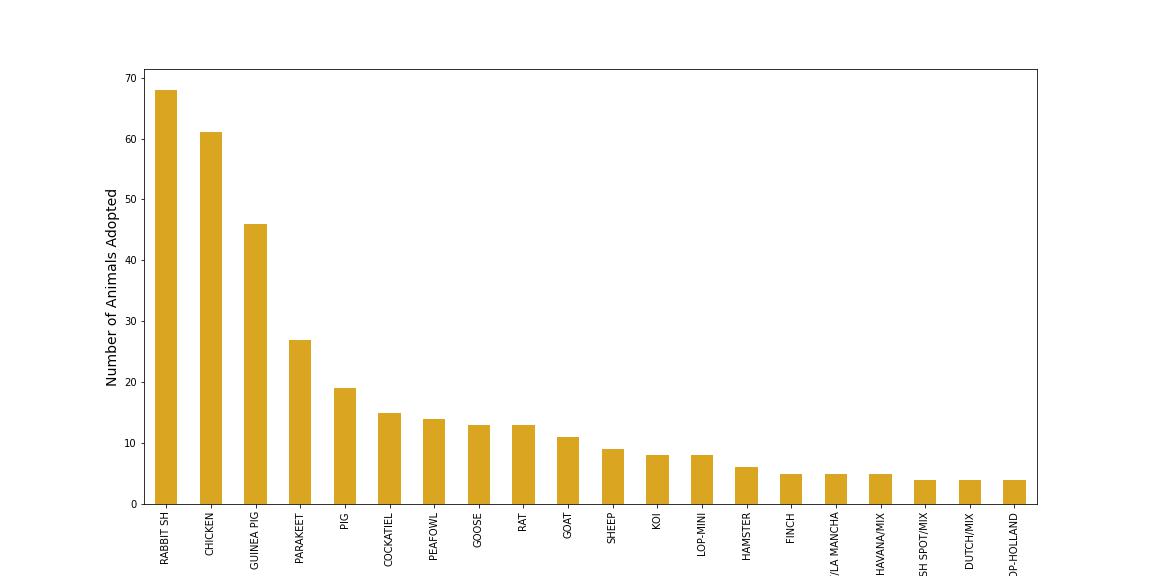 Number of Animals Adopted
70
60
50
40
30
20
10
0
RABBIT SH
CHICKEN
GUINEA PIG
PARAKEET
PIG
COCKATIEL
PEAFOWL
GOOSE
RAT
GOAT
SHEEP
KOI
LOP-MINI
HAMSTER
FINCH
/LA MANCHA
HAVANA/MIX
SH SPOT/MIX
DUTCH/MIX
OP-HOLLAND